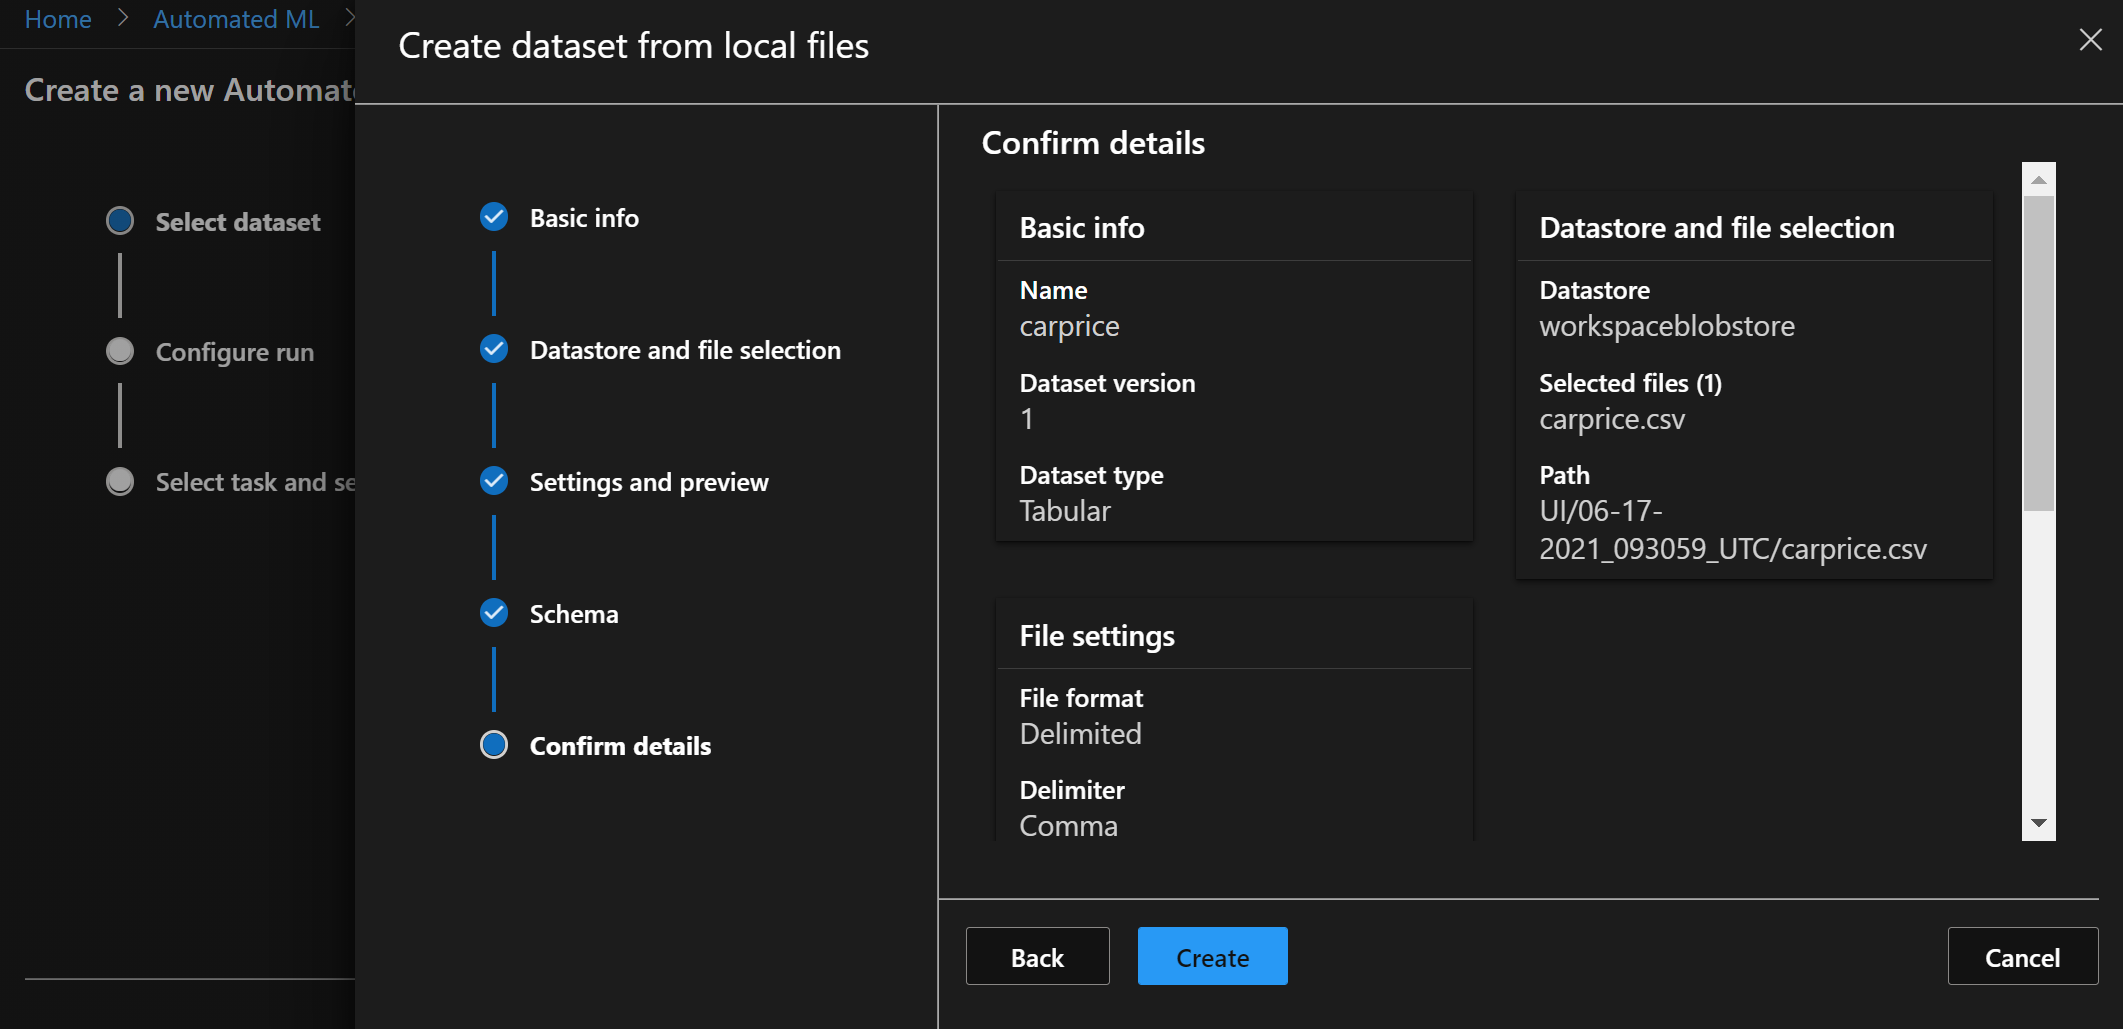 Home > Automated ML >
Create a new Automat
Select dataset
Configure run
Select task and se
Create dataset from local files
Basic info
Datastore and file selection
Settings and preview
Schema
Confirm details
Confirm details
Basic info
Name
carprice
Dataset version
1
Dataset type
Tabular
Datastore and file selection
Datastore
workspaceblobstore
Selected files (1)
carprice.csv
Path
UI/06-17-
2021_093059_UTC/carprice.csv
File settings
File format
Delimited
Delimiter
Comma
Back
Create
Cancel